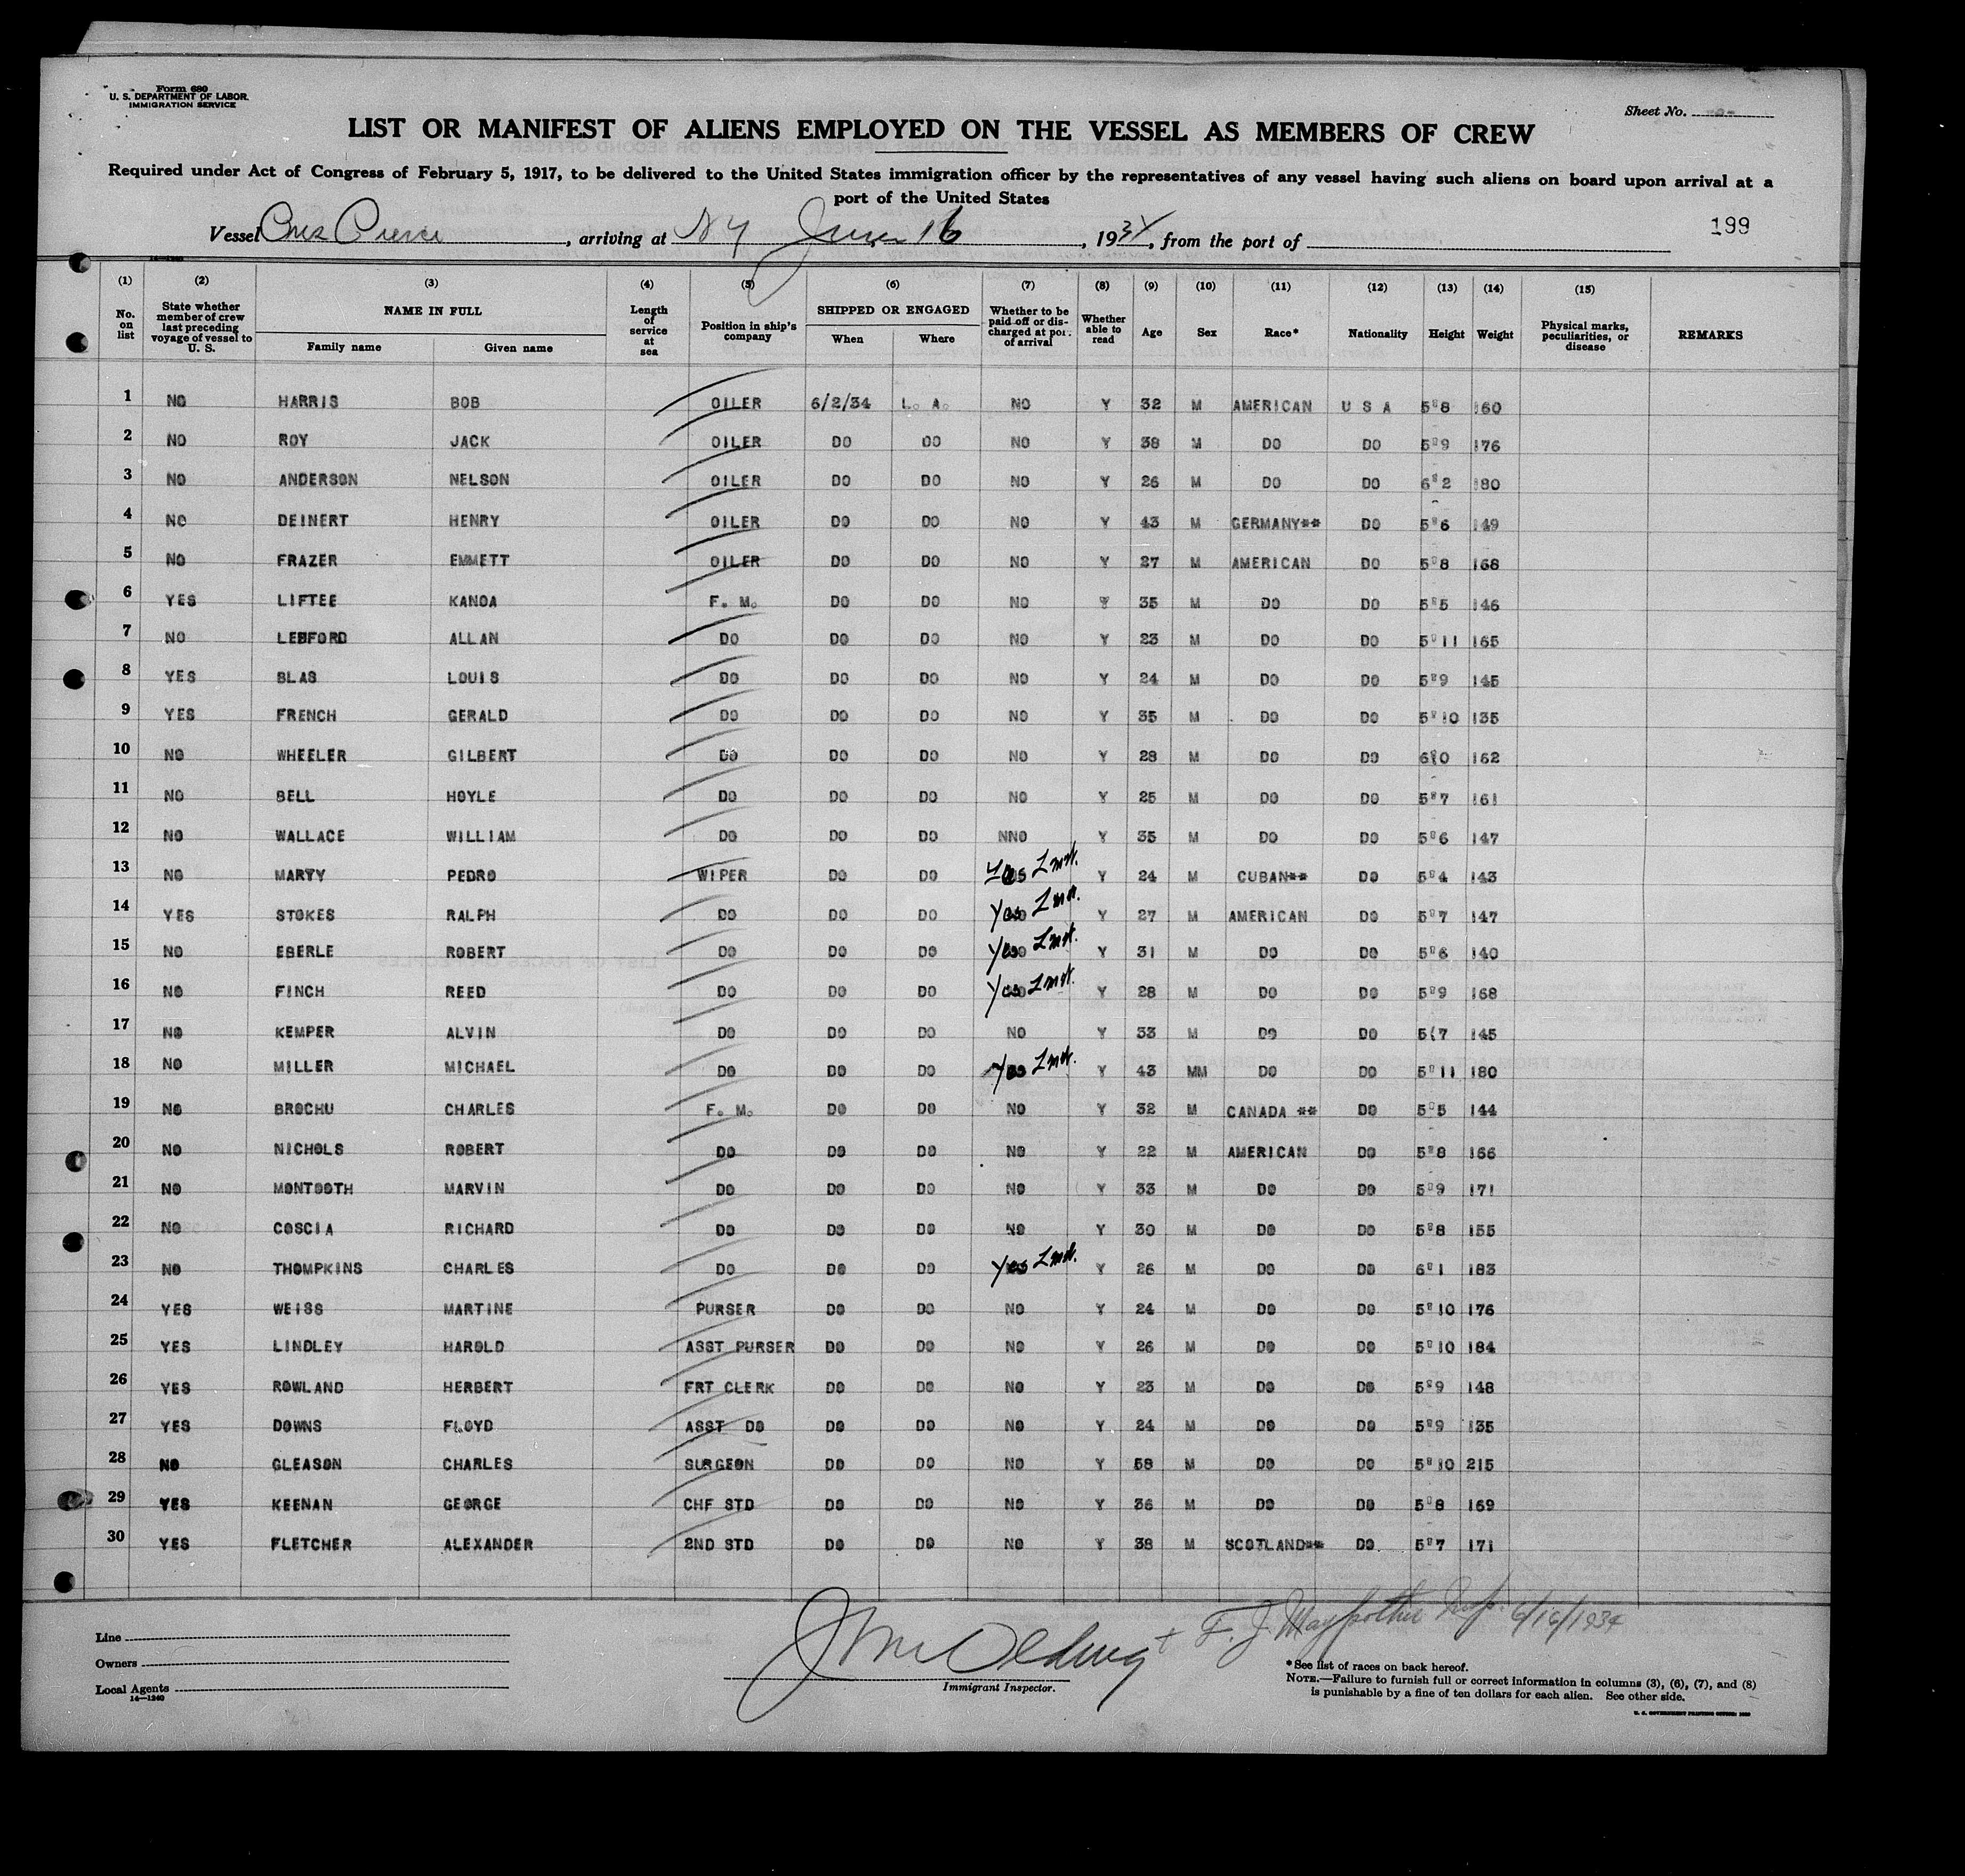 Form 680
U. S. DEPARTMENT OF LABOR
IMMIGRATION SERVICE
Sheet No.
LIST OR MANIFEST OF ALIENS EMPLOYED ON THE VESSEL AS MEMBERS OF CREW
Required under Act of Congress of February 5, 1917, to be delivered to the United States immigration officer by the representatives of any vessel having such aliens on board upon arrival at a
port of the United States
Vessel Pres Pierce, arriving at NY June 16, 1934, from the port of
199
14-1240
(1) (2) (3) (4) (5) (6) (7) (8) (9) (10) (11) (12) (13) (14) (15)
No. on list State whether member of crew last preceding voyage of vessel to U. S. NAME IN FULL Family name Given name Length of service at sea Position in ship's company SHIPPED OR ENGAGED When Where Whether to be paid off or discharged at port of arrival Whether able to read Age Sex Race* Nationality Height Weight Physical marks, peculiarities, or disease REMARKS
1 NO HARRIS BOB OILER 6/2/34 L. A. NO Y 32 M AMERICAN U S A 5"8 160
2 NO ROY JACK OILER DO DO NO Y 38 M DO DO 5"9 176
3 NO ANDERSON NELSON OILER DO DO NO Y 26 M DO DO 6"2 180
4 NO DEINERT HENRY OILER DO DO NO Y 43 M GERMANY** DO 5"6 149
5 NO FRAZER EMMETT OILER DO DO NO Y 27 M AMERICAN DO 5"8 168
6 YES LIFTEE KANOA F. M. DO DO NO Y 35 M DO DO 5"5 146
7 NO LEDFORD ALLAN DO DO DO NO Y 23 M DO DO 5"11 165
8 YES BLAS LOUIS DO DO DO NO Y 24 M DO DO 5"9 145
9 YES FRENCH GERALD DO DO DO NO Y 35 M DO DO 5"10 135
10 NO WHEELER GILBERT DO DO DO NO Y 28 M DO DO 6"0 162
11 NO BELL HOYLE DO DO DO NO Y 25 M DO DO 5"7 161
12 NO WALLACE WILLIAM DO DO DO NNO Y 35 M DO DO 5"6 147
13 NO MARTY PEDRO WIPER DO DO Yes Y 24 M CUBAN** DO 5"4 143
14 YES STOKES RALPH DO DO DO Yes Y 27 M AMERICAN DO 5"7 147
15 NO EBERLE ROBERT DO DO DO Yes Y 31 M DO DO 5"6 140
16 NO FINCH REED DO DO DO Yes Y 28 M DO DO 5"9 168
17 NO KEMPER ALVIN DO DO DO NO Y 33 M DO DO 5(7 145
18 NO MILLER MICHAEL DO DO DO Yes Y 43 MM DO DO 5"11 180
19 NO BROCHU CHARLES F. M. DO DO NO Y 32 M CANADA ** DO 5"5 144
20 NO NICHOLS ROBERT DO DO DO NO Y 22 M AMERICAN DO 5"8 166
21 NO MONTOOTH MARVIN DO DO DO NO Y 33 M DO DO 5"9 171
22 NO COSCIA RICHARD DO DO DO NO Y 30 M DO DO 5"8 155
23 NO THOMPKINS CHARLES DO DO DO Yes Y 26 M DO DO 6"1 183
24 YES WEISS MARTINE PURSER DO DO NO Y 24 M DO DO 5"10 176
25 YES LINDLEY HAROLD ASST PURSER DO DO NO Y 26 M DO DO 5"10 184
26 YES ROWLAND HERBERT FRT CLERK DO DO NO Y 23 M DO DO 5"9 148
27 YES DOWNS FLOYD ASST DO DO DO NO Y 24 M DO DO 5"9 135
28 NO GLEASON CHARLES SURGEON DO DO NO Y 58 M DO DO 5"10 215
29 YES KEENAN GEORGE CHF STD DO DO NO Y 36 M DO DO 5"8 169
30 YES FLETCHER ALEXANDER 2ND STD DO DO NO Y 38 M SCOTLAND** DO 5"7 171
F. J. Insp. 6/16/1934
Line
Owners
Local Agents
14-1240
Immigrant Inspector.
*See list of races on back hereof.
NOTE.—Failure to furnish full or correct information in columns (3), (6), (7), and (8)
is punishable by a fine of ten dollars for each alien. See other side.